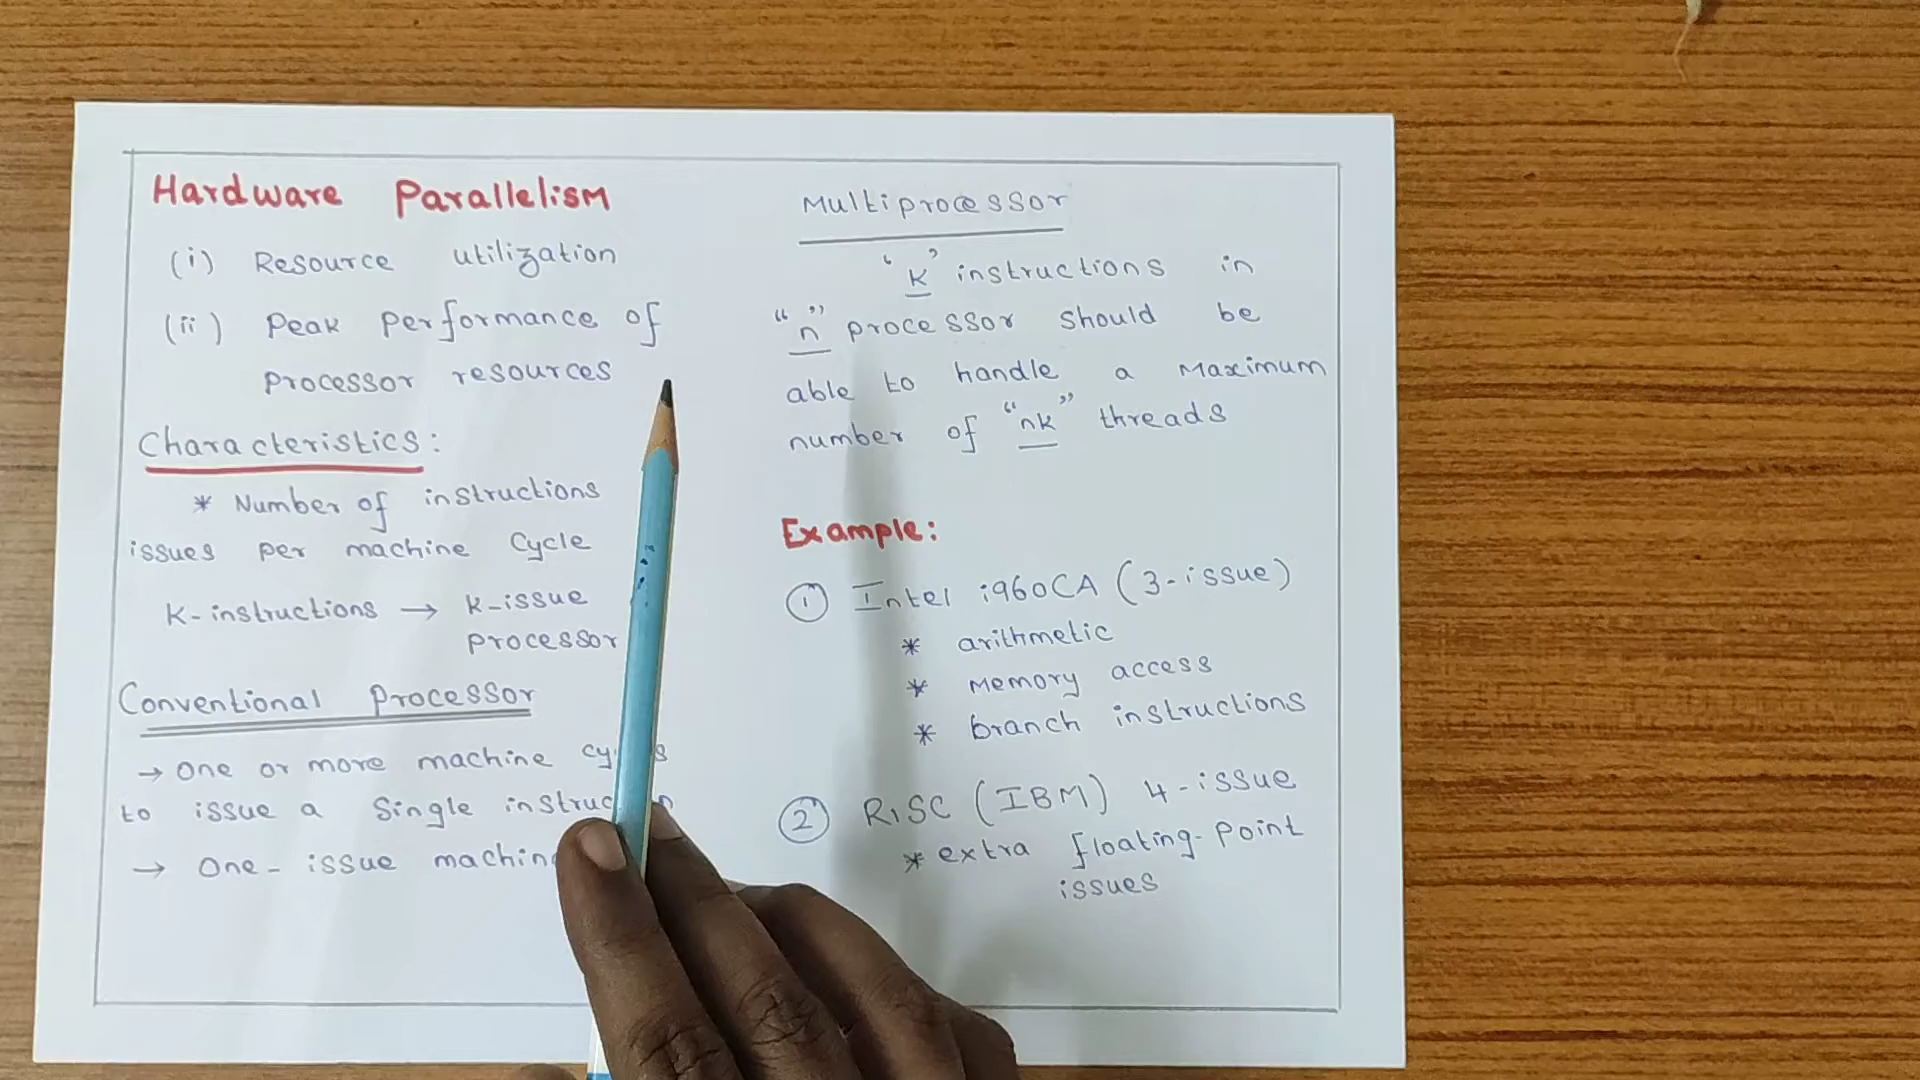 Hardware Parallelism
(i) Resource utilization
(ii) Peak Performance of
Processor resources
Characteristics:
* Number of instructions
issues per machine Cycle
K-instructions → K-issue
Processor
Conventional Processor
→ One or more machine
to issue a Single
→ One-issue
Multiprocessor
'K' instructions in
"n" processor should be
able to handle a Maximum
number of "nk" threads
Example:
① Intel i960CA (3-issue)
* arithmetic
* Memory access
* branch instructions
② RISC (IBM) 4-issue
* extra floating-point
issues